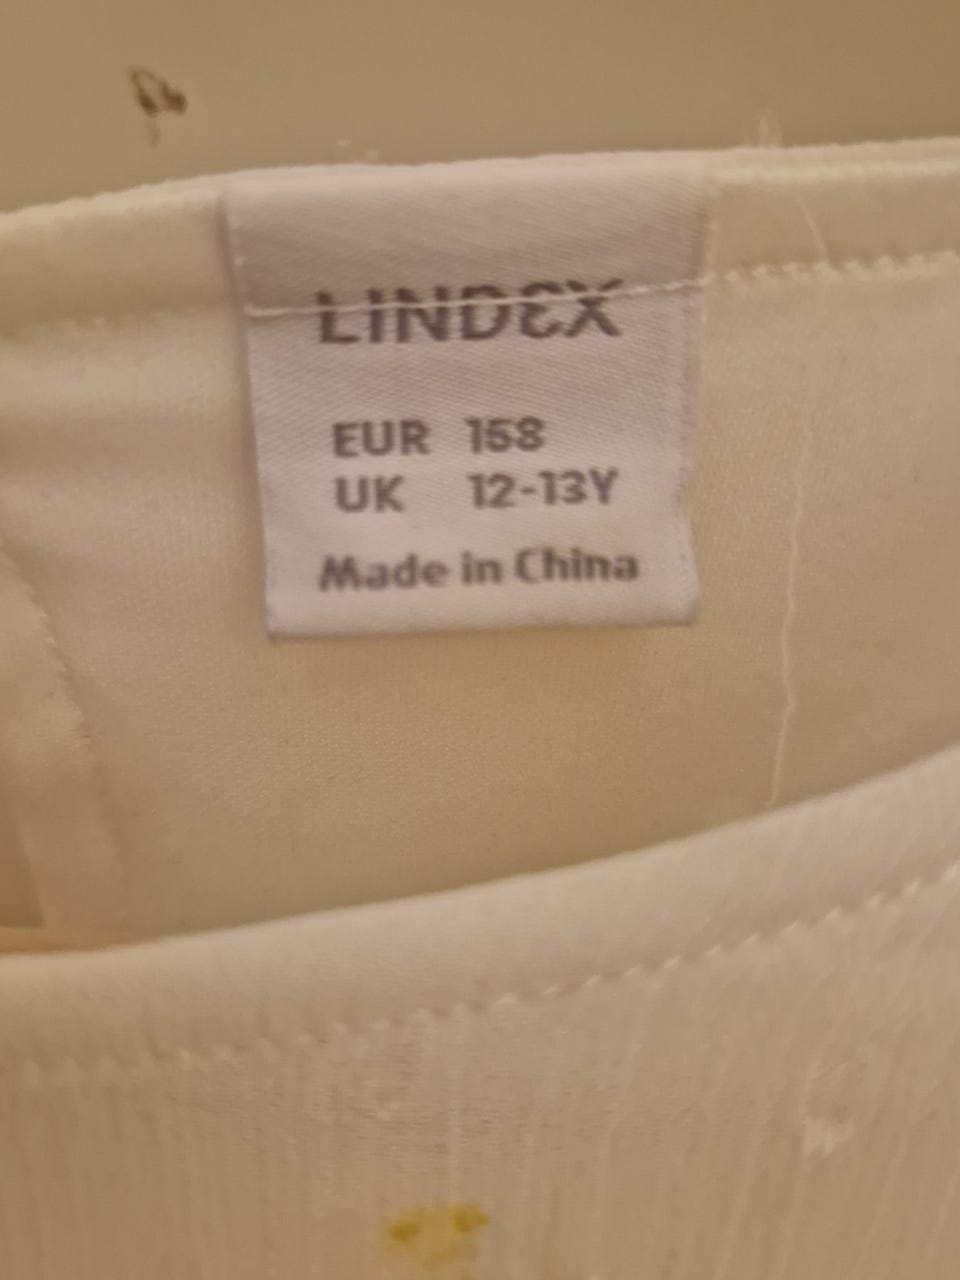 LINDEX
EUR 158
UK 12-13Y
Made in China